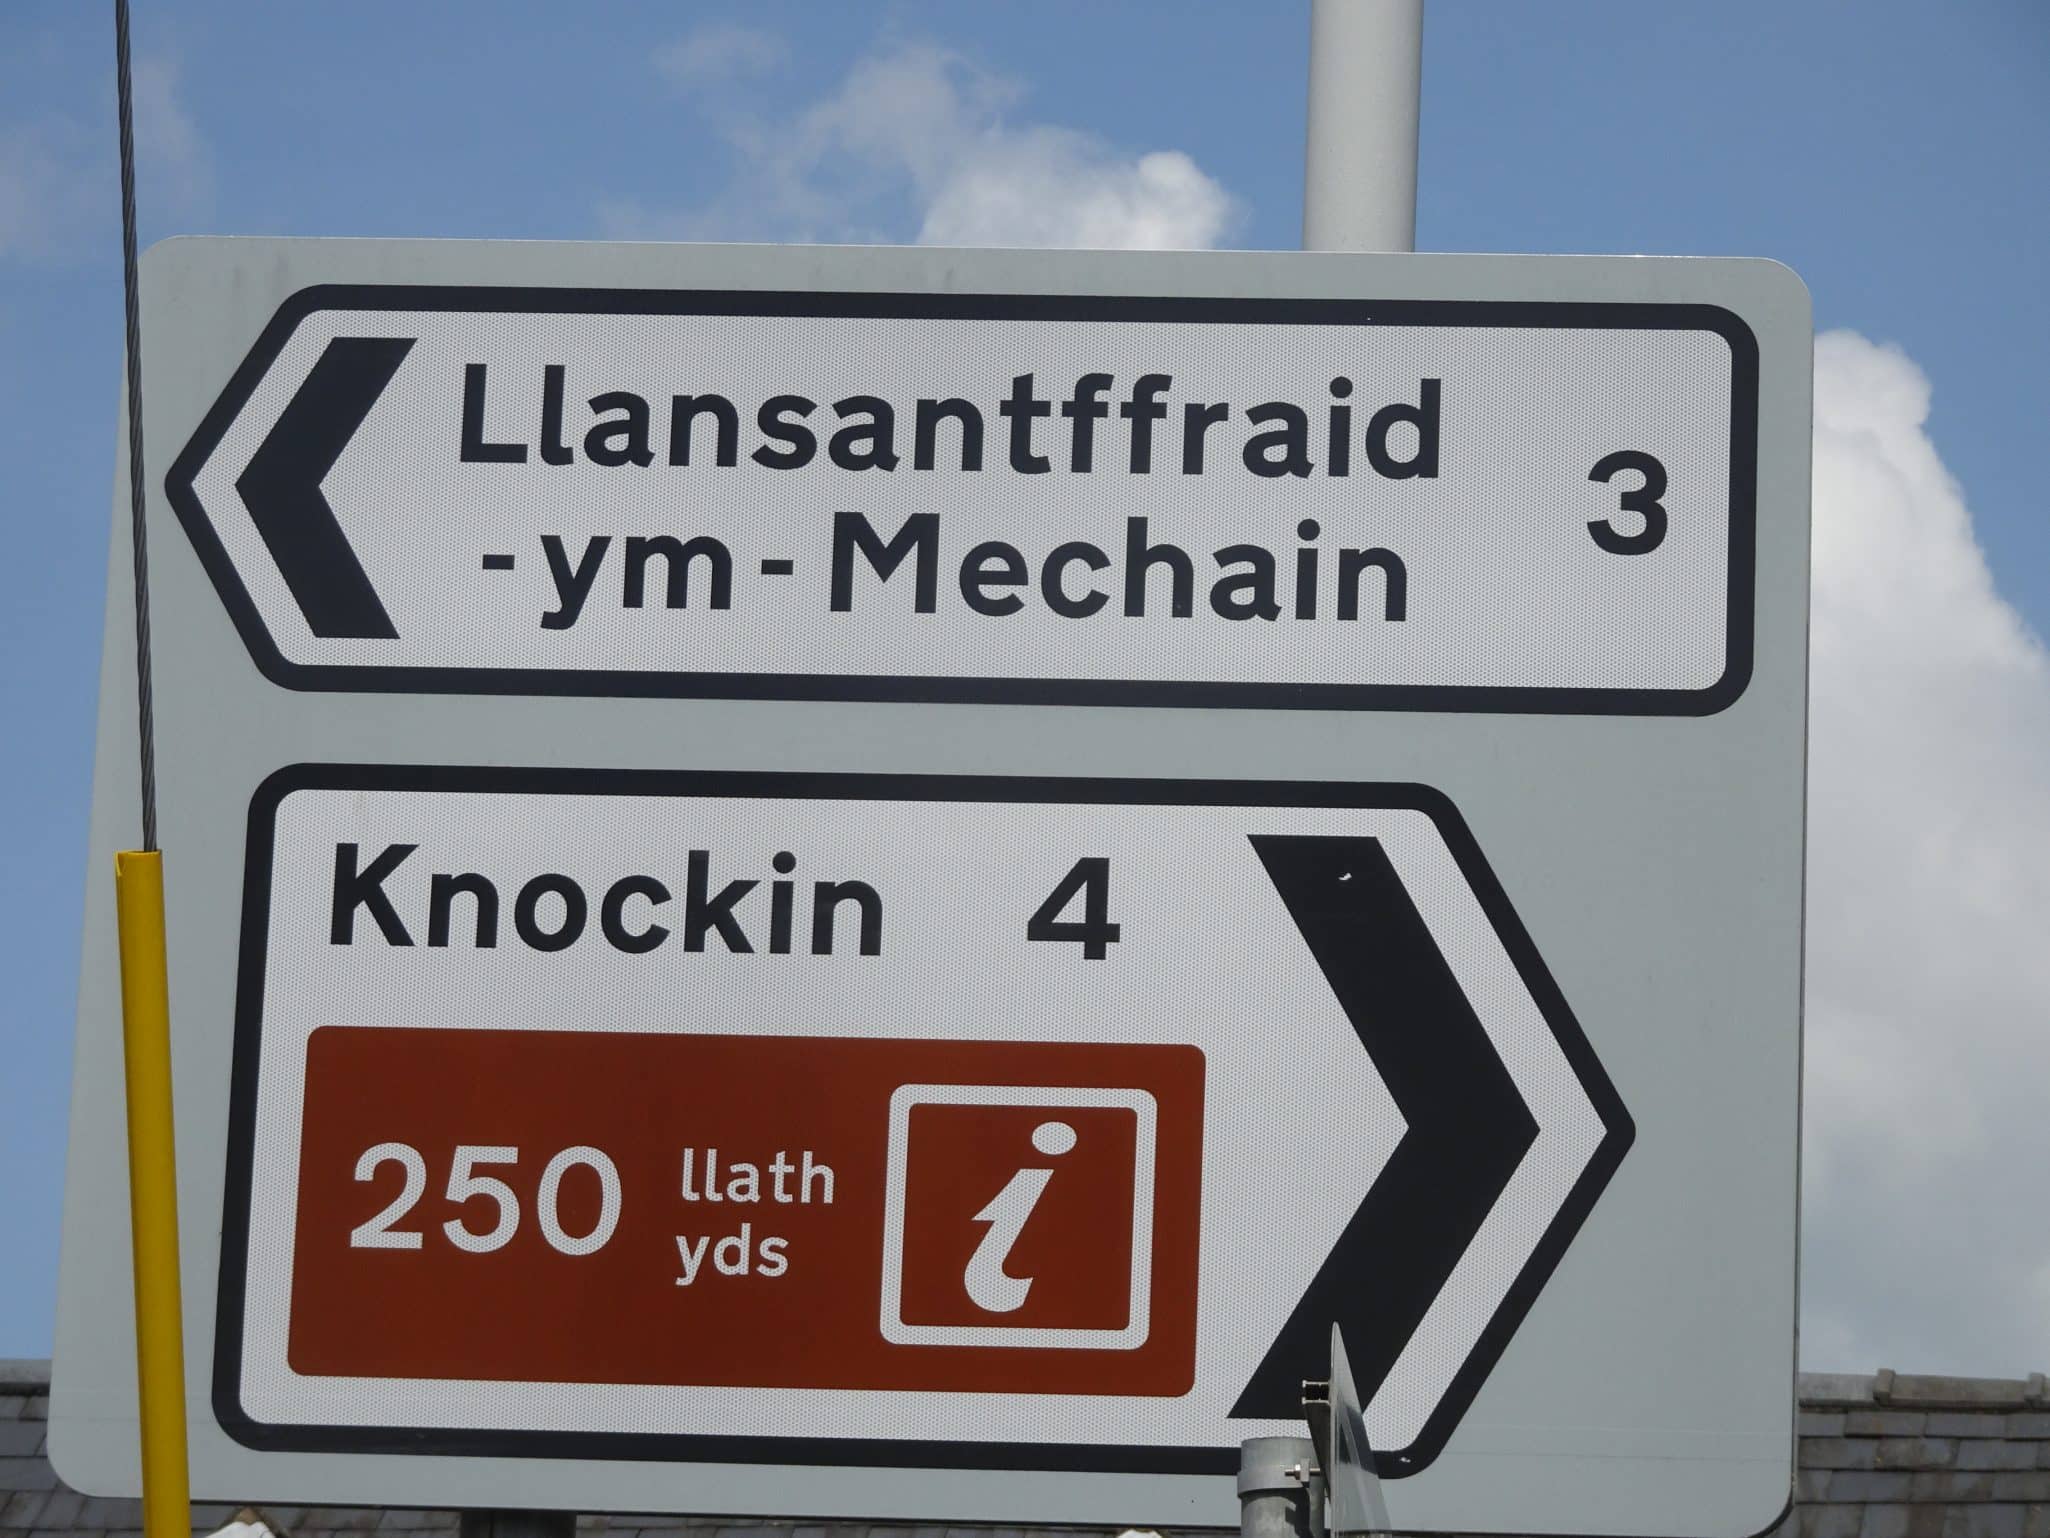 Llansantffraid
-ym-Mechain 3
Knockin 4
250 llath
yds
i